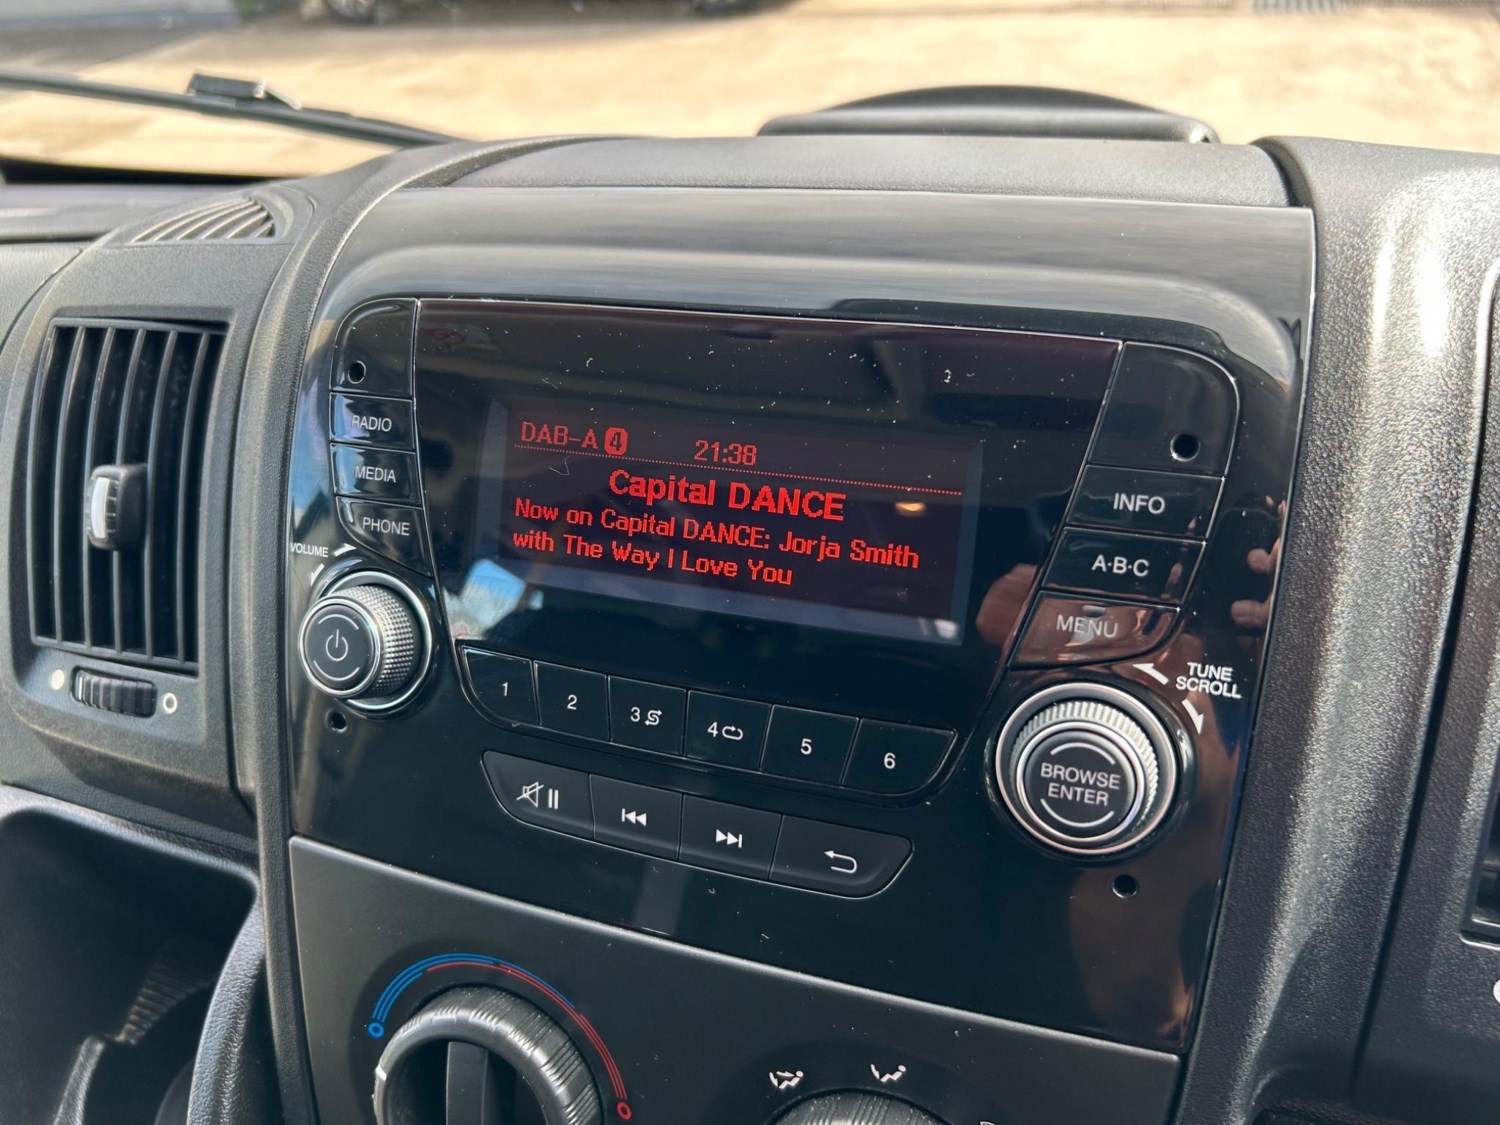 DAB-A 4 21:38
Capital DANCE
Now on Capital DANCE: Jorja Smith
with The Way I Love You
RADIO
MEDIA
PHONE
VOLUME
INFO
A·B·C
MENU
TUNE
SCROLL
1 2 3 4 5 6
BROWSE
ENTER